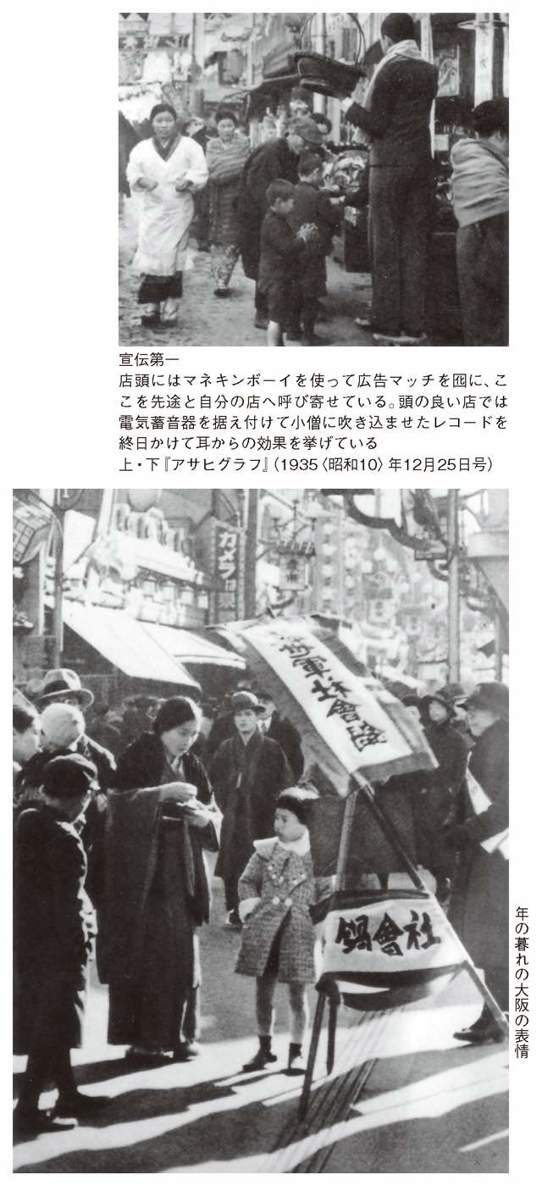 宣伝第一
店頭にはマネキンボーイを使って広告マッチを囮に、こ
こを先途と自分の店へ呼び寄せている。頭の良い店では
電気蓄音器を据え付けて小僧に吹き込ませたレコードを
終日かけて耳からの効果を挙げている
上・下『アサヒグラフ』（1935〈昭和10〉年12月25日号）
カメラ
軍社會鍋
鍋會社
年の暮れの大阪の表情